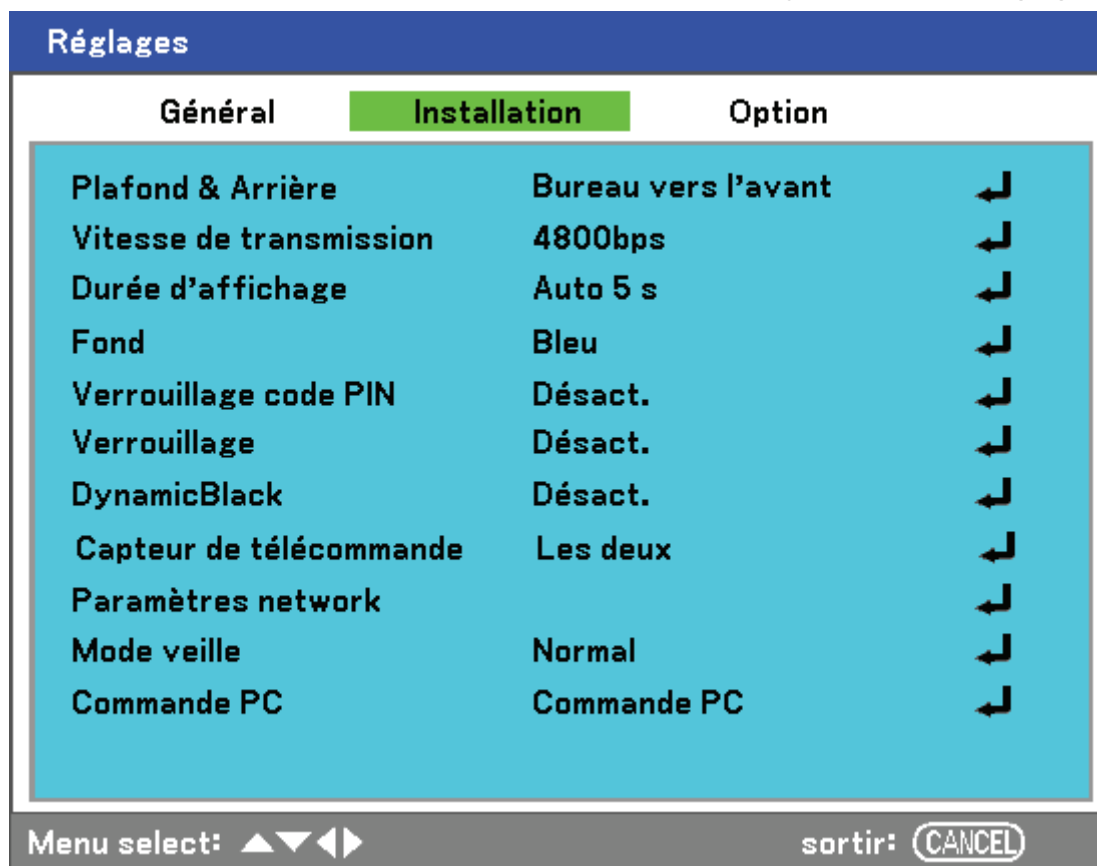 Réglages
Général Installation Option
Plafond & Arrière Bureau vers l'avant
Vitesse de transmission 4800bps
Durée d'affichage Auto 5 s
Fond Bleu
Verrouillage code PIN Désact.
Verrouillage Désact.
DynamicBlack Désact.
Capteur de télécommande Les deux
Paramètres network
Mode veille Normal
Commande PC Commande PC
Menu select: ▲▼◀▶ sortir: CANCEL